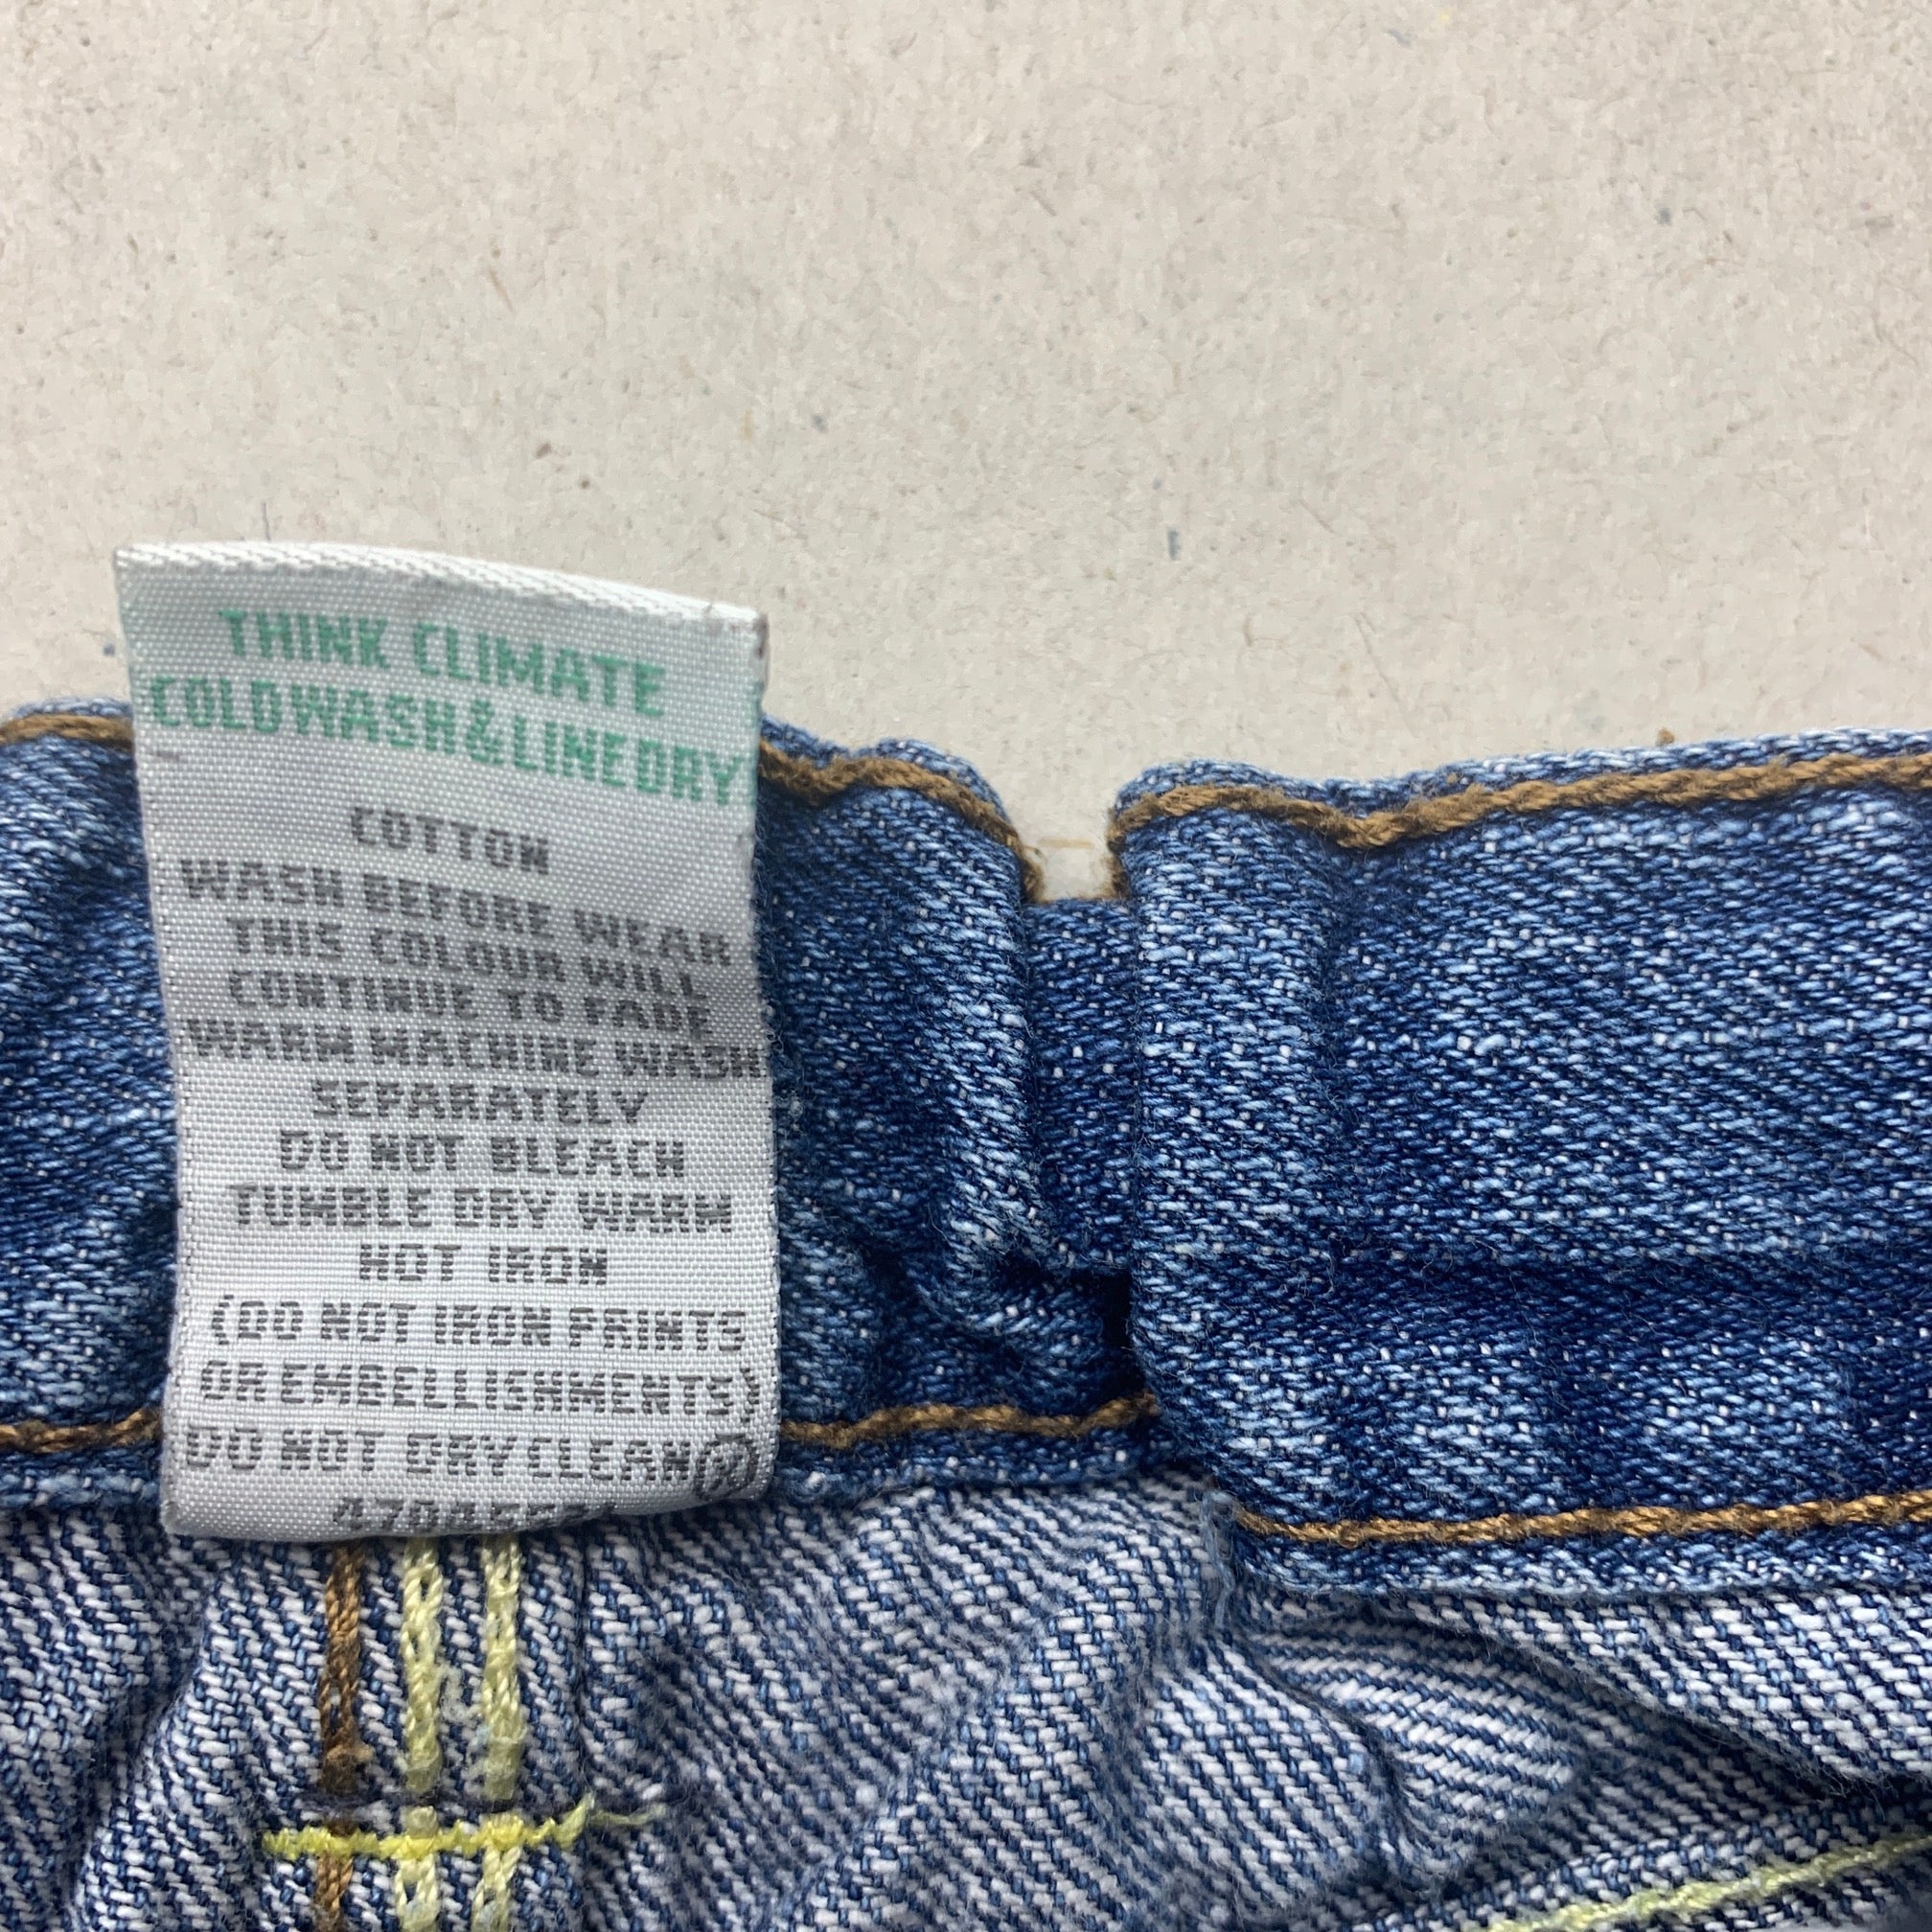 THINK CLIMATE
COLDWASH&LINEDRY
COTTON
WASH BEFORE WEAR
THIS COLOUR WILL
CONTINUE TO FADE
WARM MACHINE WASH
SEPARATELY
DO NOT BLEACH
TUMBLE DRY WARM
HOT IRON
(DO NOT IRON PRINTS
OR EMBELLISHMENTS)
DO NOT DRYCLEAN